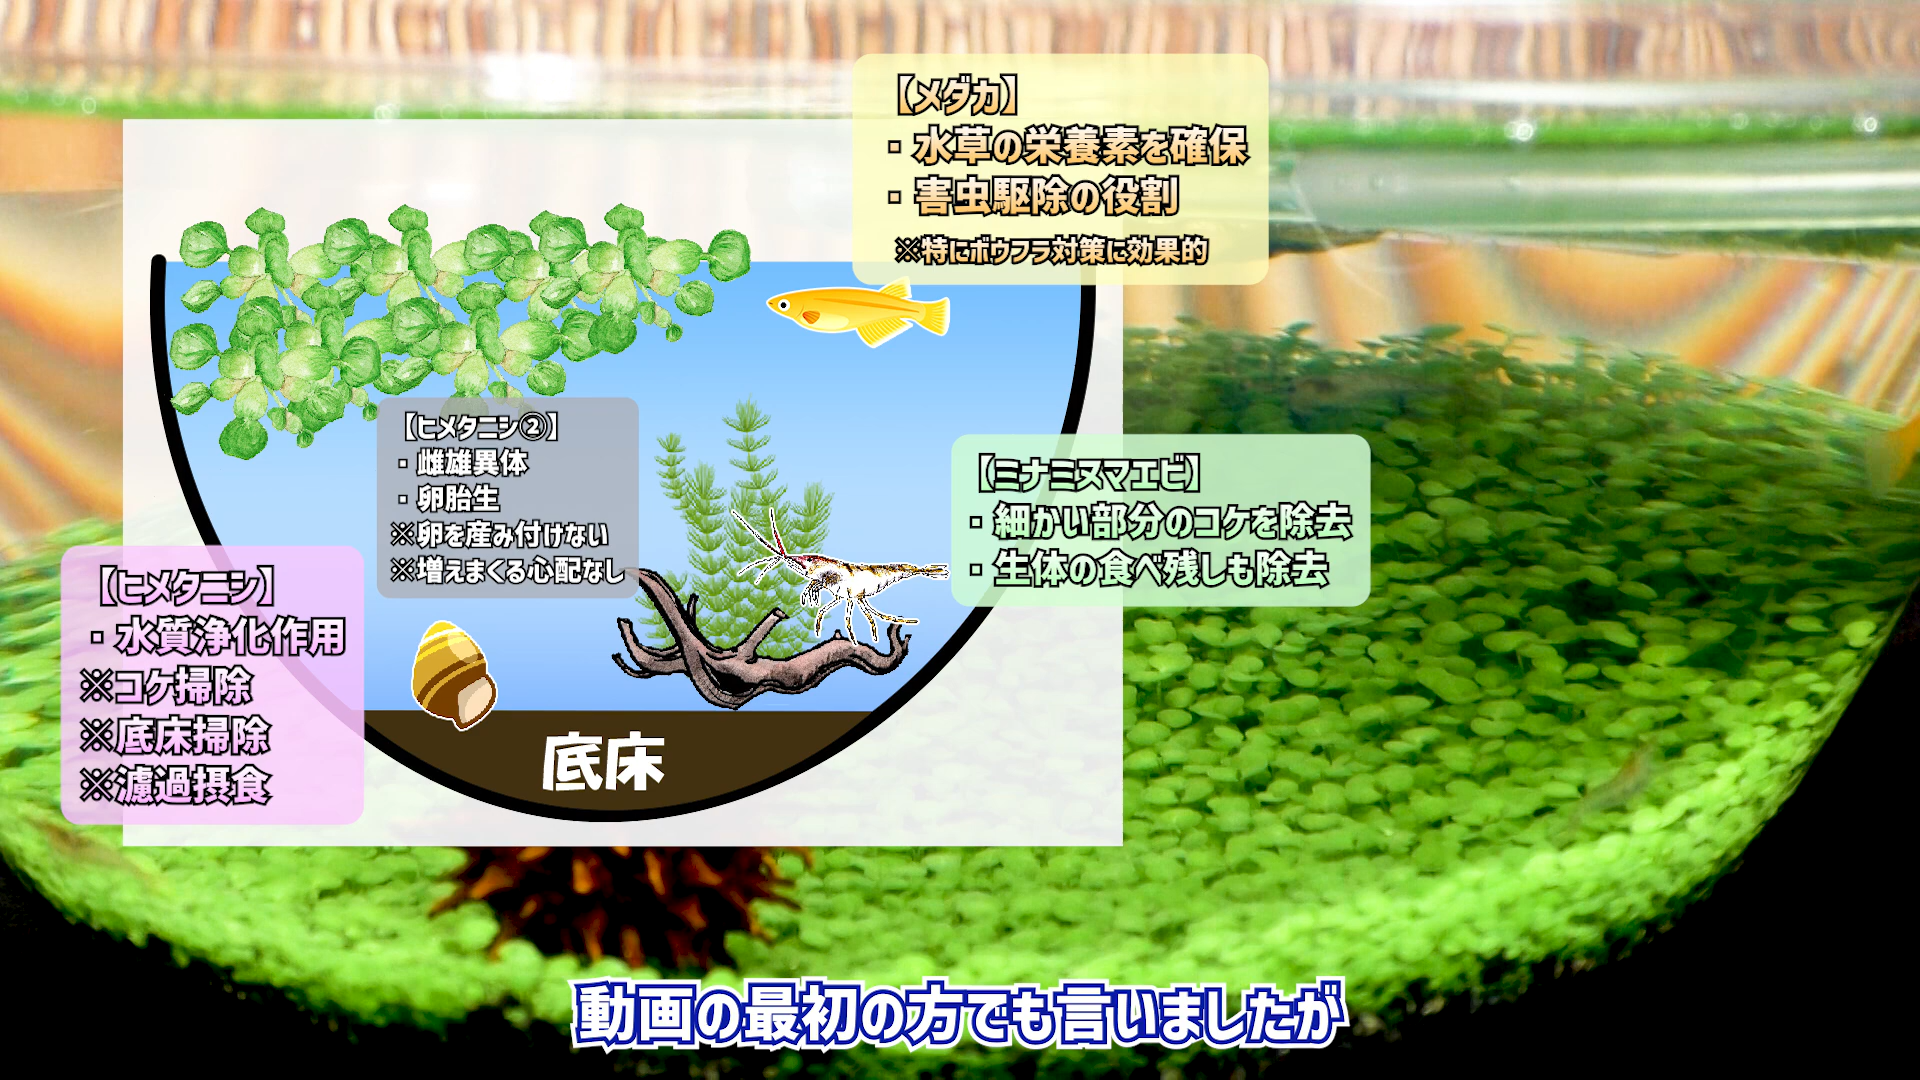 【メダカ】
・水草の栄養素を確保
・害虫駆除の役割
※特にボウフラ対策に効果的
【ヒメタニシ②】
・雌雄異体
・卵胎生
※卵を産み付けない
※増えまくる心配なし
【ミナミヌマエビ】
・細かい部分のコケを除去
・生体の食べ残しも除去
【ヒメタニシ】
・水質浄化作用
※コケ掃除
※底床掃除
※濾過摂食
底床
動画の最初の方でも言いましたが